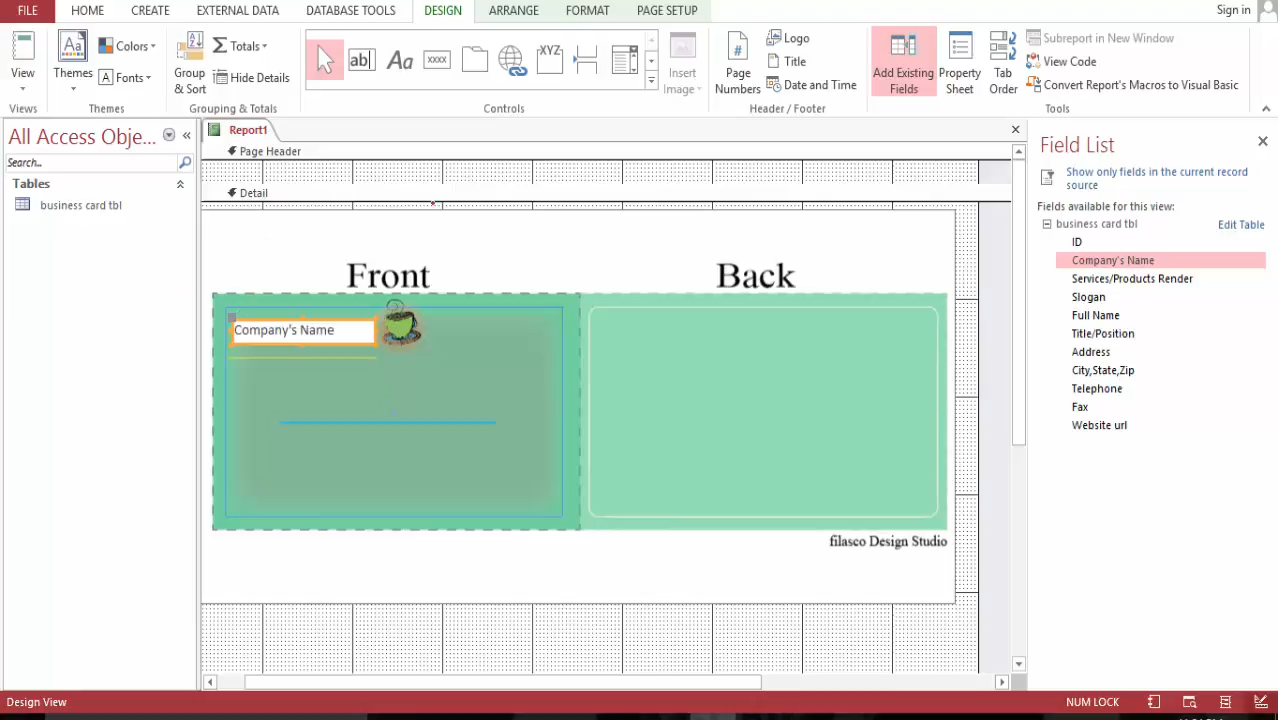 FILE HOME CREATE EXTERNAL DATA DATABASE TOOLS DESIGN ARRANGE FORMAT PAGE SETUP Sign in
View
Views
Themes
Colors
Fonts
Themes
Group
& Sort
Totals
Hide Details
Grouping & Totals
ab|
Aa
XXXX
XYZ
Controls
Insert
Image
Page
Numbers
Logo
Title
Date and Time
Header / Footer
Add Existing
Fields
Property
Sheet
Tab
Order
Subreport in New Window
View Code
Convert Report's Macros to Visual Basic
Tools
All Access Obje...
Search..
Tables
business card tbl
Report1
Page Header
Detail
Front
Back
Company's Name
filasco Design Studio
Field List
Show only fields in the current record
source
Fields available for this view:
business card tbl Edit Table
ID
Company's Name
Services/Products Render
Slogan
Full Name
Title/Position
Address
City,State,Zip
Telephone
Fax
Website url
Design View
NUM LOCK